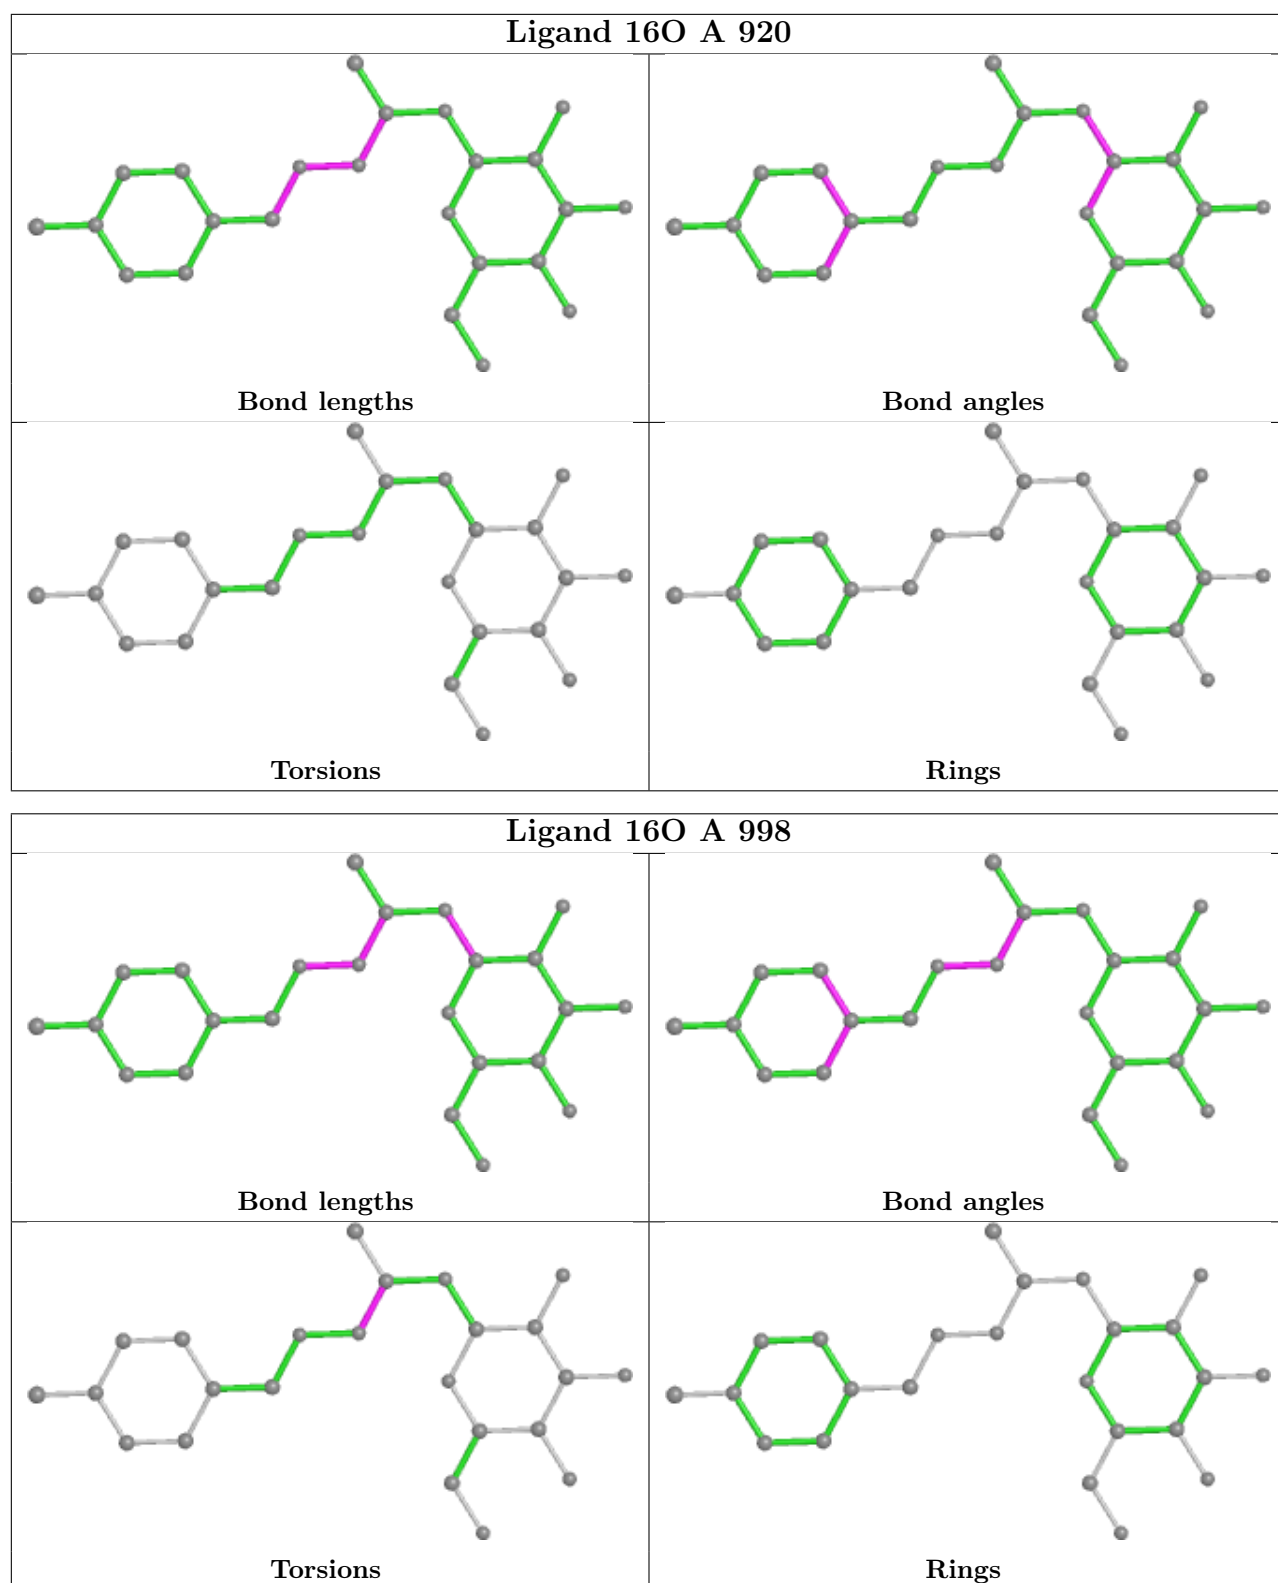 Ligand 16O A 920
Bond lengths
Bond angles
Torsions
Rings
Ligand 16O A 998
Bond lengths
Bond angles
Torsions
Rings